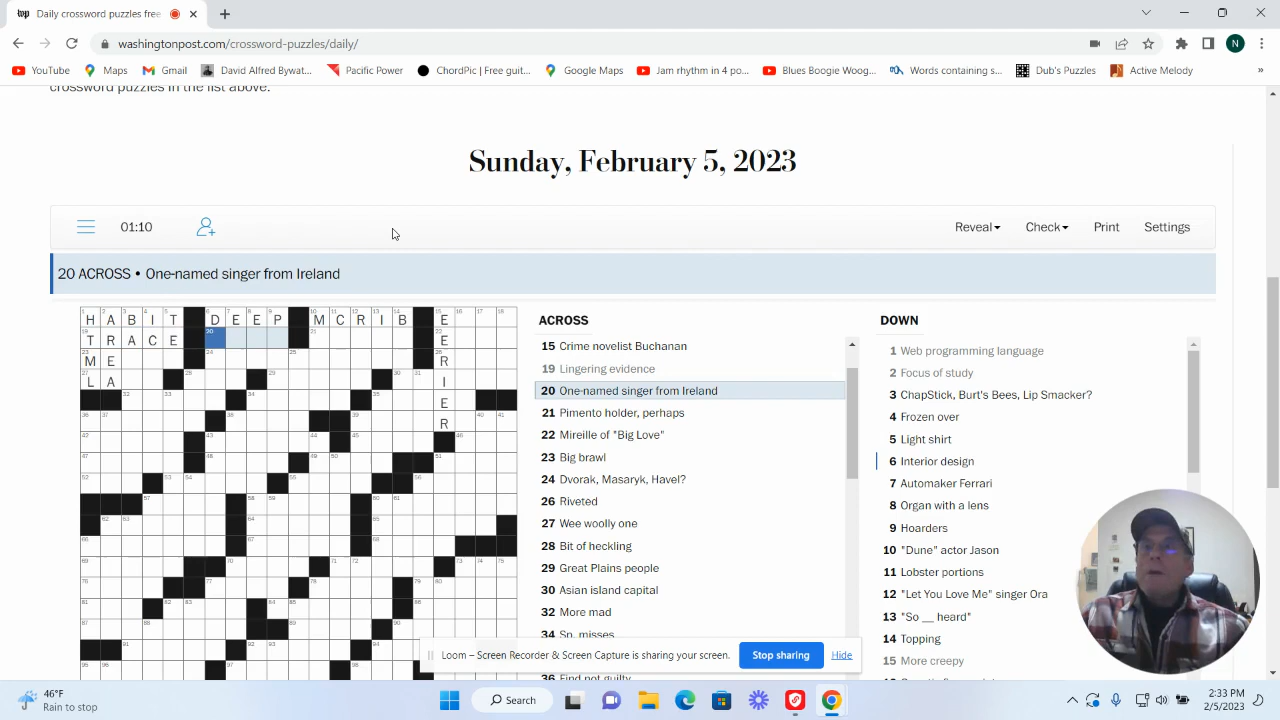 Daily crossword puzzles free
washingtonpost.com/crossword-puzzles/daily/
N
YouTube Maps Gmail David Alfred Bywat... Pacific Power ChordPic | Free guit... Google Maps Jam rhythm in 4 po... Blues Boogie Woog... Words containing s... Dub's Puzzles Active Melody »
crossword puzzles in the list above.
Sunday, February 5, 2023
01:10 Reveal Check Print Settings
20 ACROSS • One-named singer from Ireland
H A B I T D E E P M C R I B E
T R A C E E
M E R
L A I
E
R
ACROSS
15 Crime novelist Buchanan
19 Lingering evidence
20 One-named singer from Ireland
21 Pimento holder, perhaps
22 Mireille of "Big Love"
23 Big brawl
24 Dvorak, Masaryk, Havel?
26 Riveted
27 Wee woolly one
28 Bit of heckling
29 Great Plains people
30 Asian island capital
32 More mad
34 Sp. misses
36 Find not guilty
DOWN
1 Web programming language
2 Focus of study
3 ChapStick, Burt's Bees, Lip Smacker?
4 Frozen over
5 Light shirt
6 Interior design
7 Automaker Ferrari
8 Organ with a lens
9 Hoarders
10 "Dune" actor Jason
11 Lobster portions
12 "Let You Love Me" singer Ora
13 "So __ heard"
14 Topping
15 More creepy
Loom – Screen Recorder & Screen Capture is sharing your screen. Stop sharing Hide
46°F
Rain to stop
Search
2:33 PM
2/5/2023